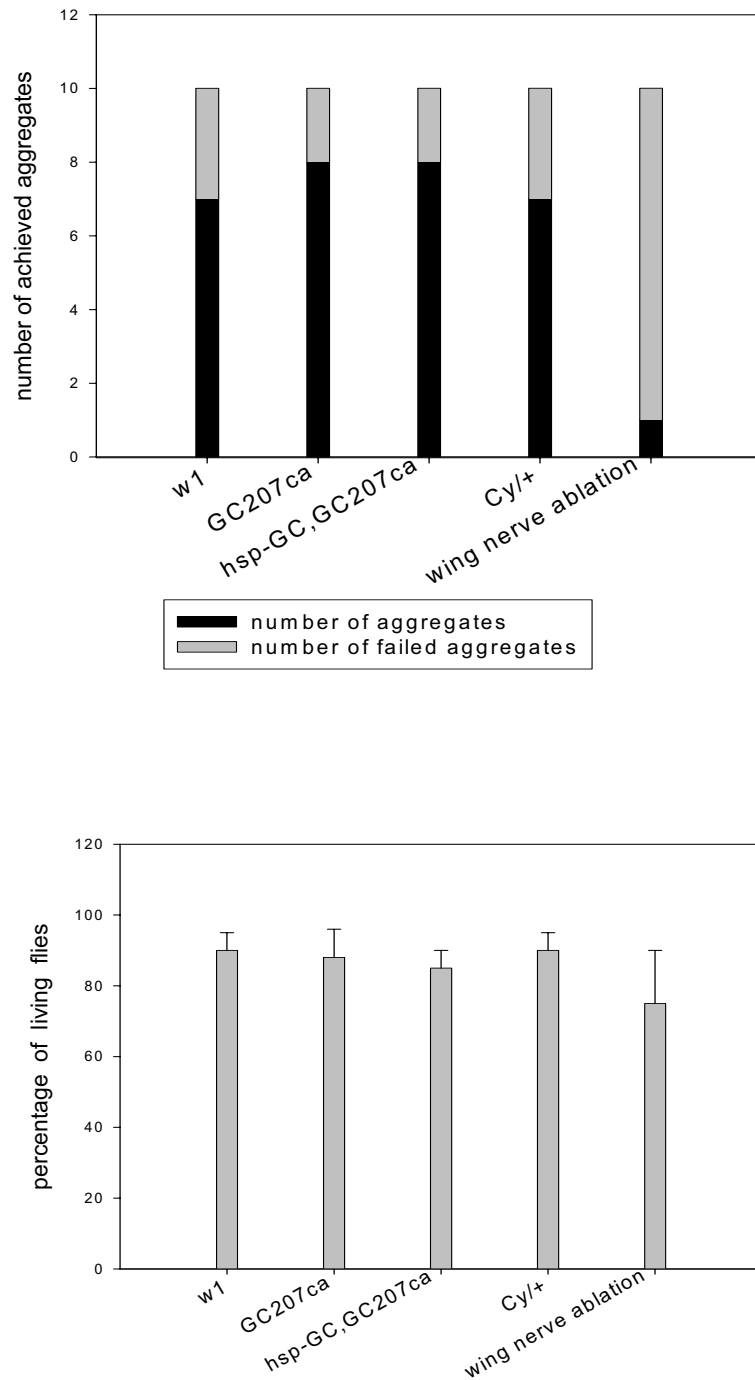 12
10
8
6
4
2
0
number of achieved aggregates
w1
GC207ca
hsp-GC,GC207ca
Cy/+
wing nerve ablation
number of aggregates
number of failed aggregates
120
100
80
60
40
20
0
percentage of living flies
w1
GC207ca
hsp-GC,GC207ca
Cy/+
wing nerve ablation